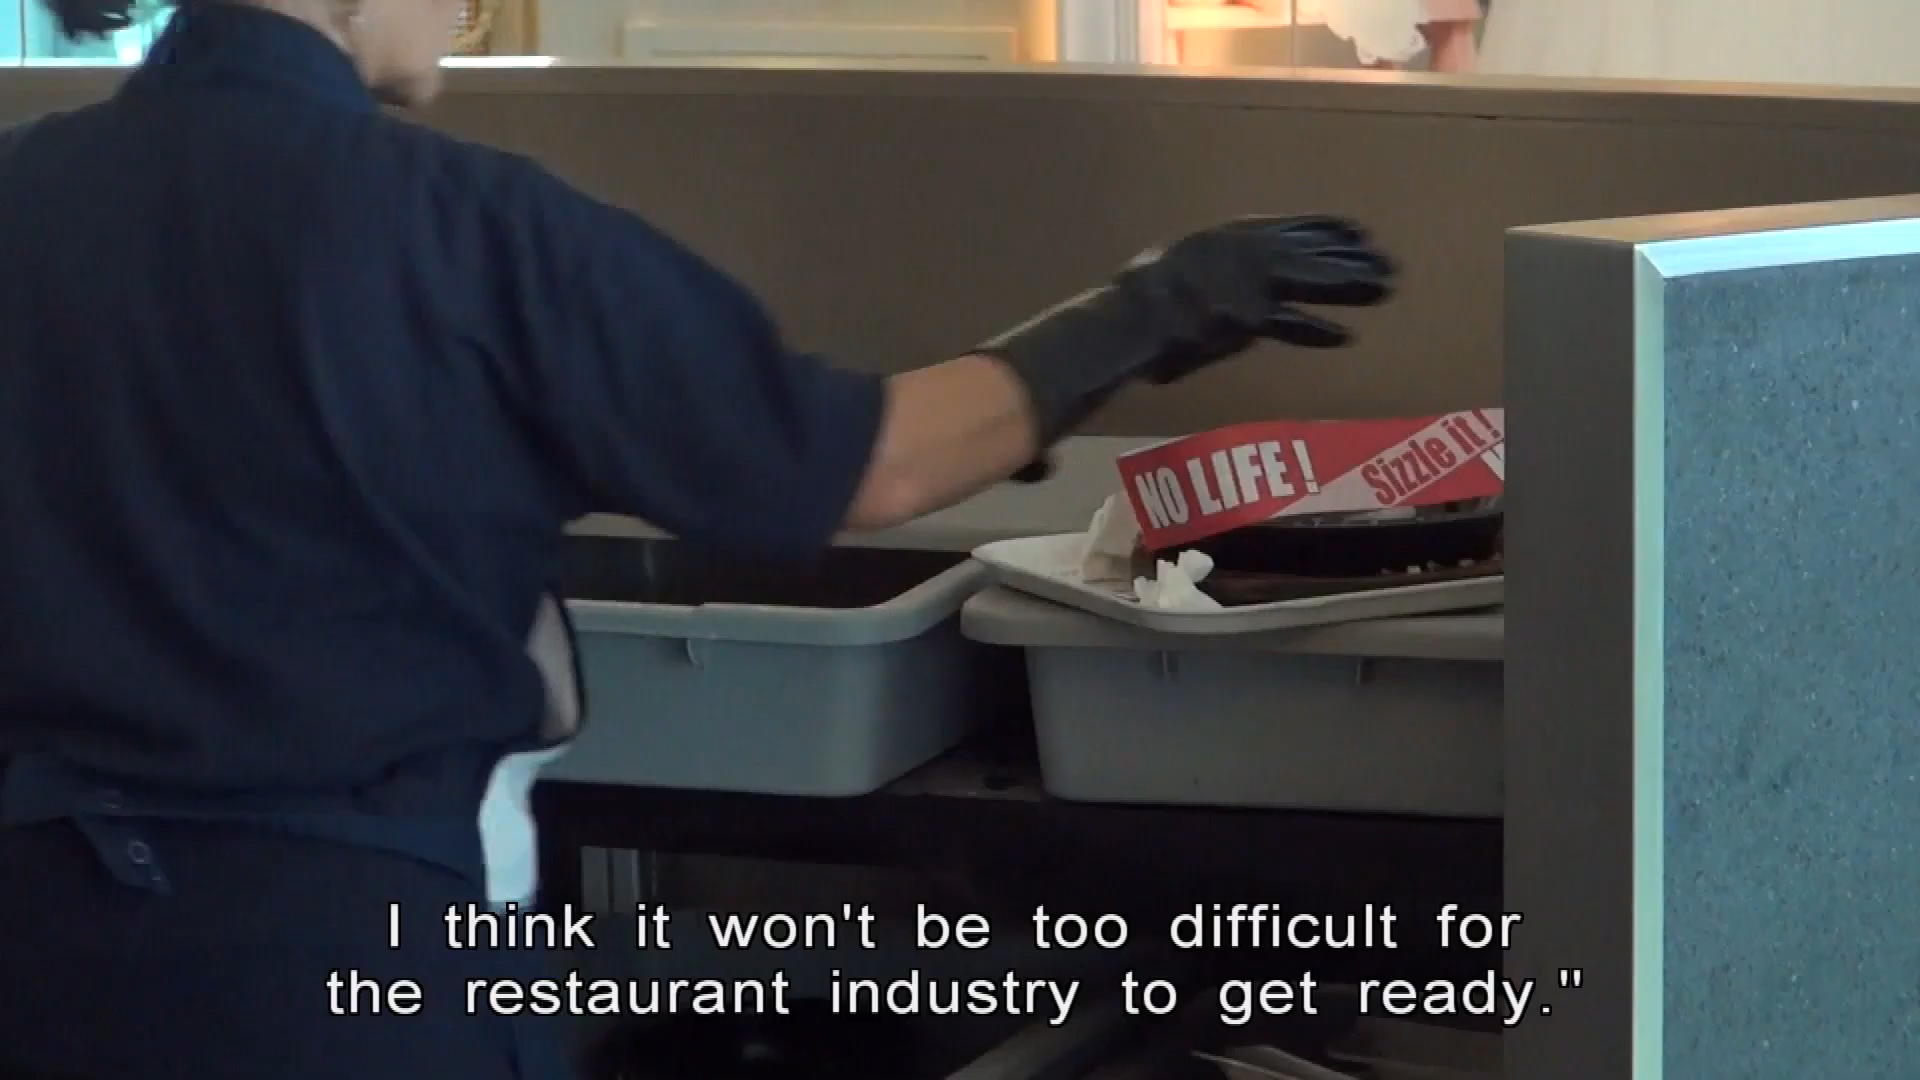 NO LIFE!
Sizzle it!
I think it won't be too difficult for
the restaurant industry to get ready."